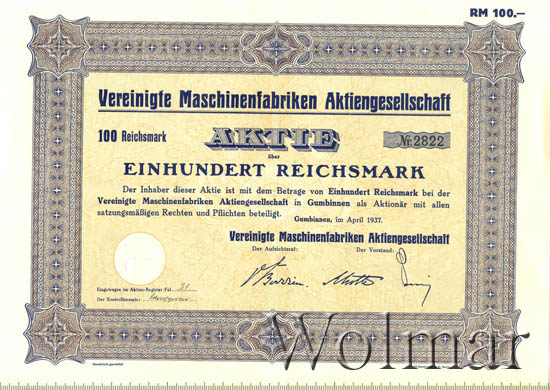 RM 100.—
Vereinigte Maschinenfabriken Aktiengesellschaft
100 Reichsmark AKTIE Nr. 2822
über
EINHUNDERT REICHSMARK
Der Inhaber dieser Aktie ist mit dem Betrage von Einhundert Reichsmark bei der
Vereinigte Maschinenfabriken Aktiengesellschaft in Gumbinnen als Aktionär mit allen
satzungsmäßigen Rechten und Pflichten beteiligt.
Gumbinnen, im April 1937.
Vereinigte Maschinenfabriken Aktiengesellschaft
Der Aufsichtsrat: Der Vorstand:
Eingetragen im Aktien-Register Fol. 21
Der Kontrollbeamte:
Wolmar